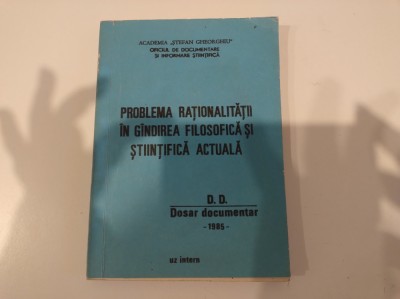 ACADEMIA „ȘTEFAN GHEORGHIU”
OFICIUL DE DOCUMENTARE
ȘI INFORMARE ȘTIINȚIFICĂ
PROBLEMA RAȚIONALITĂȚII
ÎN GÎNDIREA FILOSOFICĂ ȘI
ȘTIINȚIFICĂ ACTUALĂ
D. D.
Dosar documentar
-1985-
uz intern